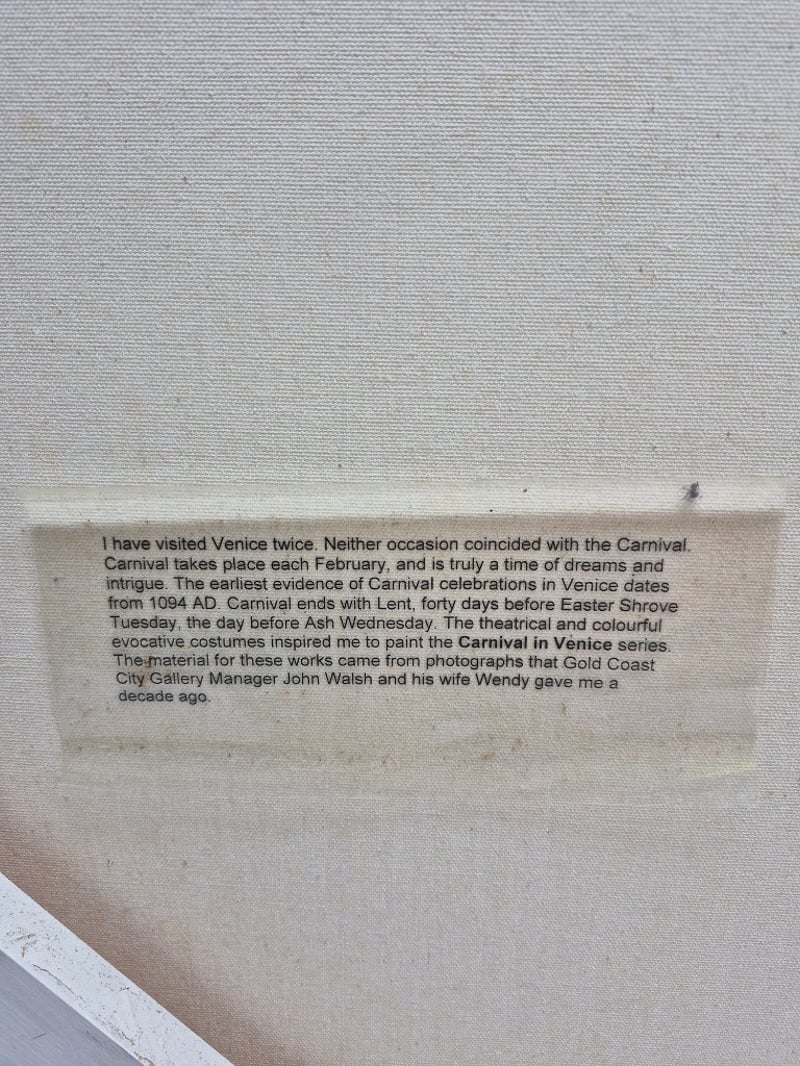 I have visited Venice twice. Neither occasion coincided with the Carnival.
Carnival takes place each February, and is truly a time of dreams and
intrigue. The earliest evidence of Carnival celebrations in Venice dates
from 1094 AD. Carnival ends with Lent, forty days before Easter Shrove
Tuesday, the day before Ash Wednesday. The theatrical and colourful
evocative costumes inspired me to paint the Carnival in Venice series.
The material for these works came from photographs that Gold Coast
City Gallery Manager John Walsh and his wife Wendy gave me a
decade ago.